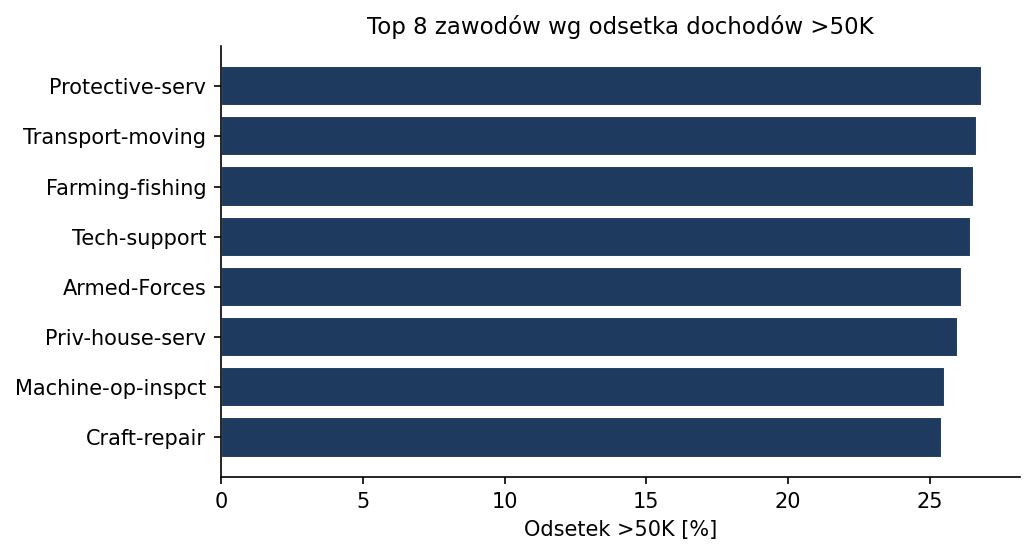 Top 8 zawodów wg odsetka dochodów >50K
Protective-serv
Transport-moving
Farming-fishing
Tech-support
Armed-Forces
Priv-house-serv
Machine-op-inspct
Craft-repair
0 5 10 15 20 25
Odsetek >50K [%]